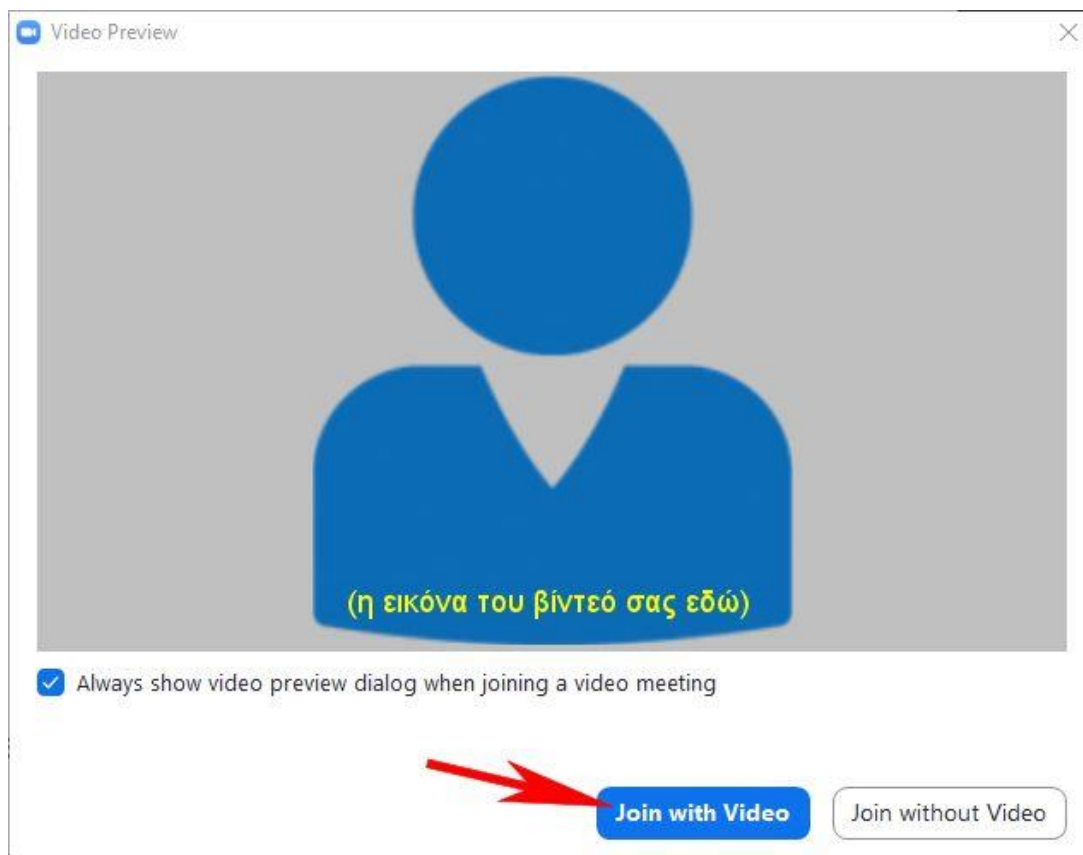 Video Preview
(η εικόνα του βίντεό σας εδώ)
Always show video preview dialog when joining a video meeting
Join with Video
Join without Video